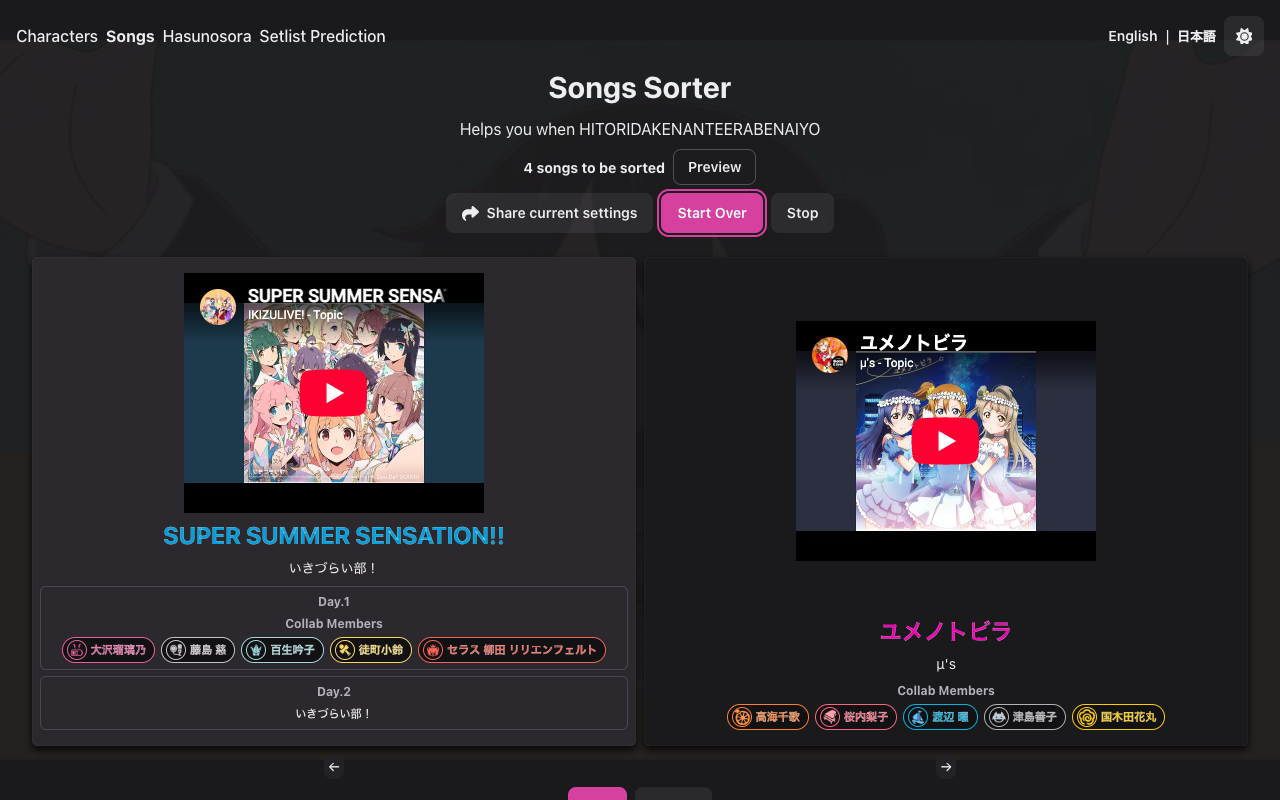 Characters Songs Hasunosora Setlist Prediction
English | 日本語
Songs Sorter
Helps you when HITORIDAKENANTEERABENAIYO
4 songs to be sorted Preview
Share current settings Start Over Stop
SUPER SUMMER SENSA
!KIZULIVE! - Topic
SUPER SUMMER SENSATION!!
いきづらい部！
Day.1
Collab Members
大沢瑠璃乃 藤島 慈 百生吟子 徒町小鈴 セラス 柳田 リリエンフェルト
Day.2
いきづらい部！
ユメノトビラ
μ's - Topic
ユメノトビラ
μ's
Collab Members
高海千歌 桜内梨子 渡辺 曜 津島善子 国木田花丸
← →